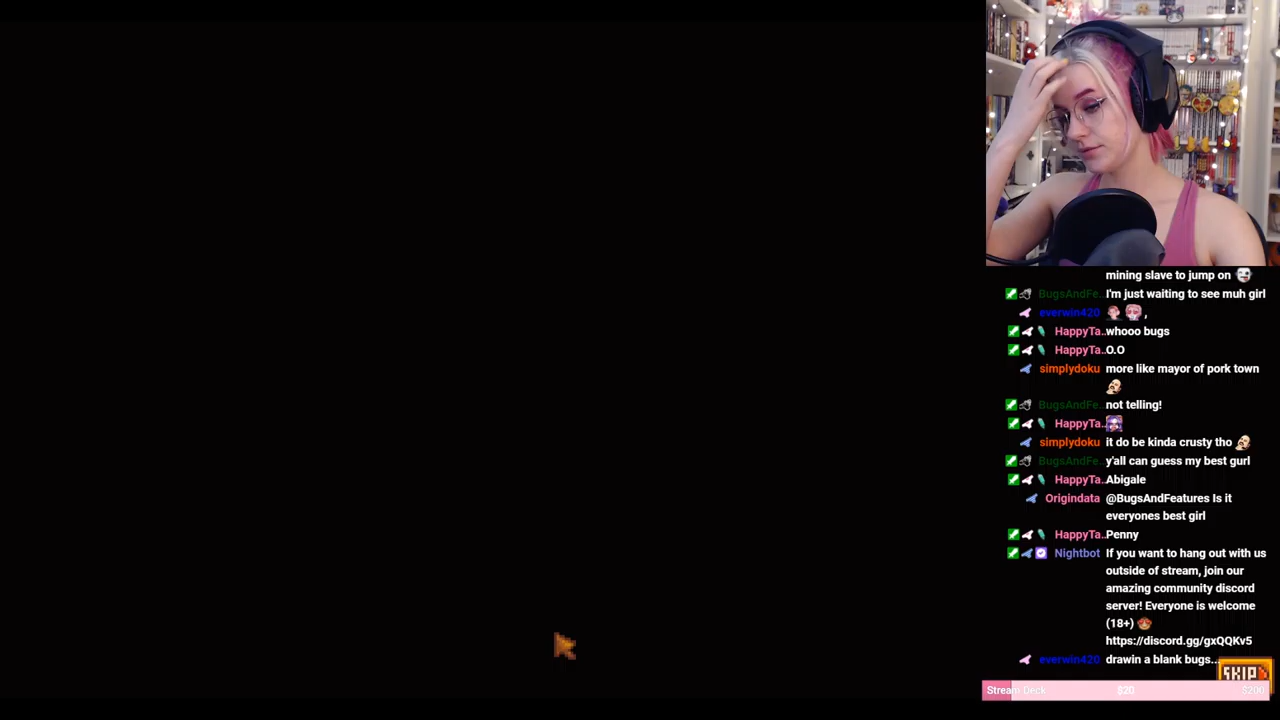 mining slave to jump on
BugsAndFe.. I'm just waiting to see muh girl
everwin420 ,
HappyTa.. whooo bugs
HappyTa.. O.O
simplydoku more like mayor of pork town
BugsAndFe.. not telling!
HappyTa..
simplydoku it do be kinda crusty tho
BugsAndFe.. y'all can guess my best gurl
HappyTa.. Abigale
Origindata @BugsAndFeatures Is it
everyones best girl
HappyTa.. Penny
Nightbot If you want to hang out with us
outside of stream, join our
amazing community discord
server! Everyone is welcome
(18+)
https://discord.gg/gxQQKv5
everwin420 drawin a blank bugs...
SKIP
Stream Deck $20 $200